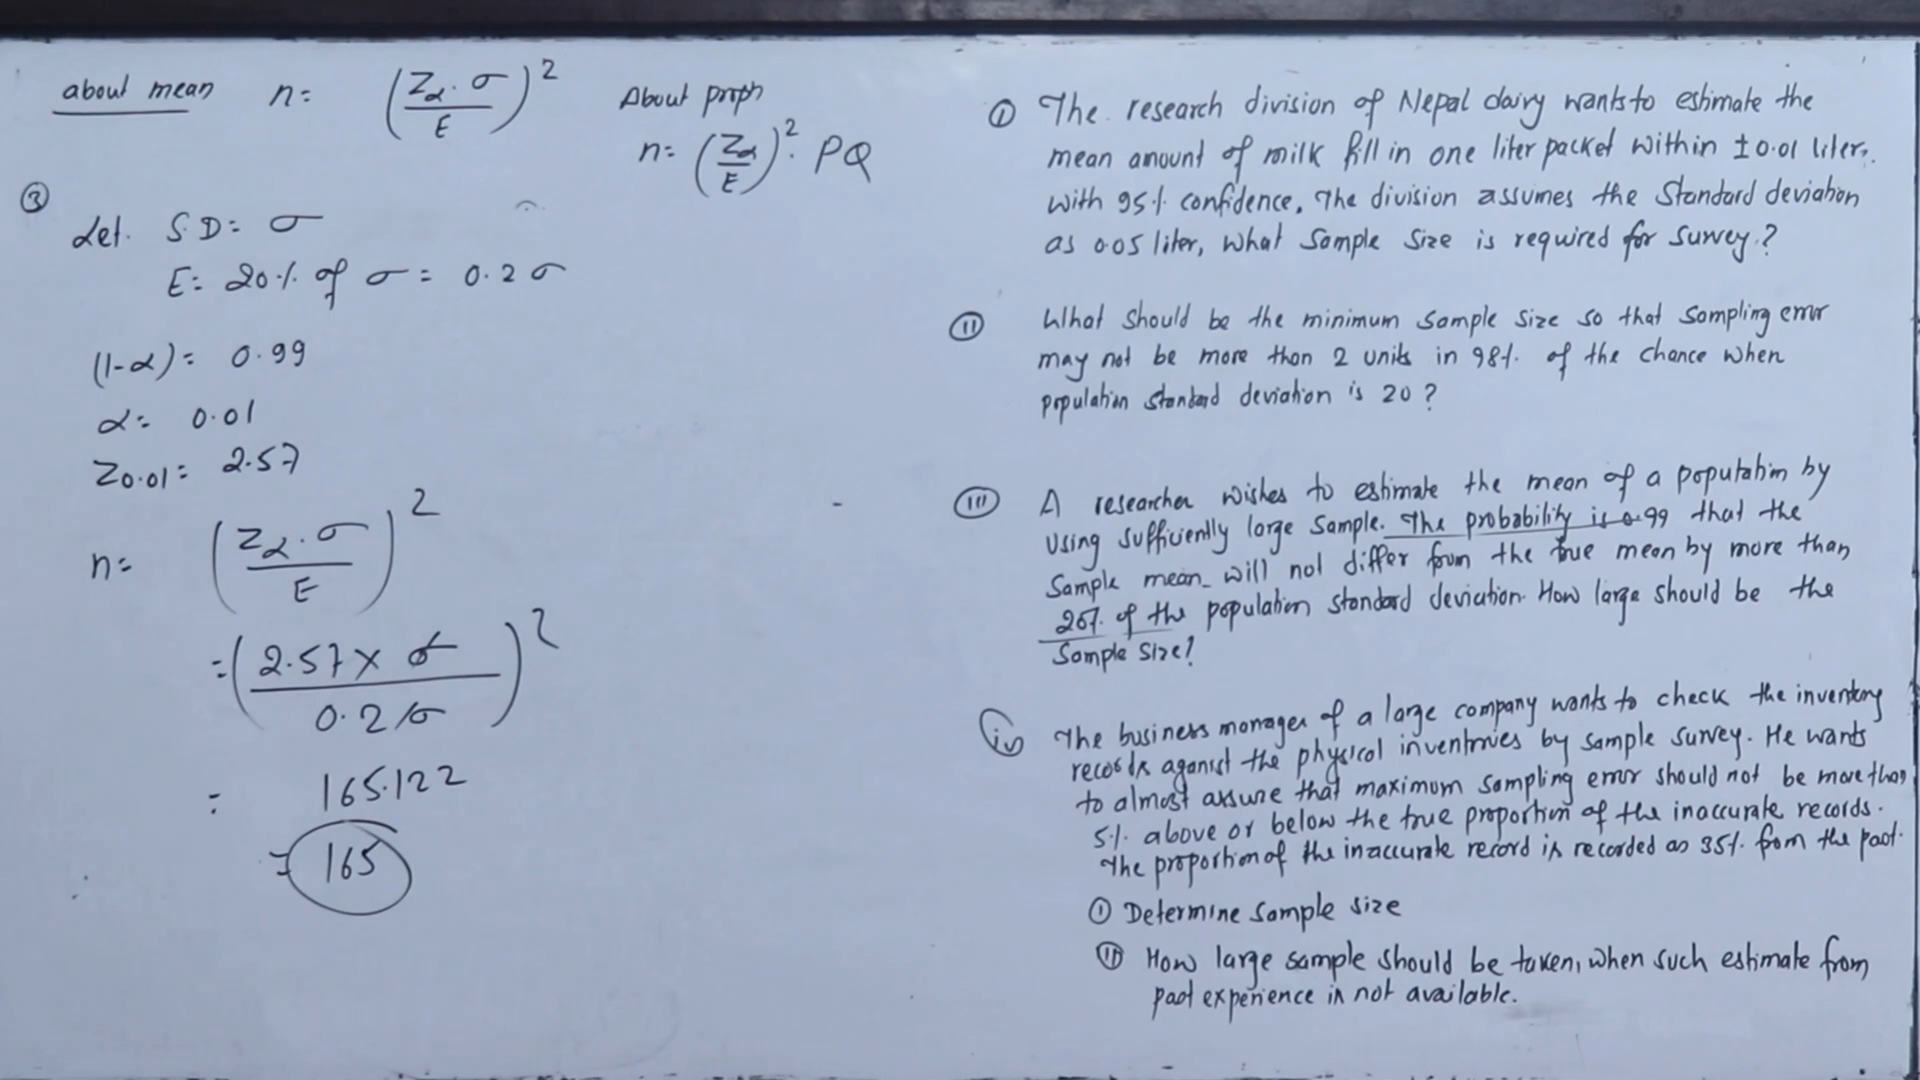 about mean n= (Zα. σ / E)²
About propn
n= (Zα / E)². PQ
③
Let. S.D= σ
E= 20% of σ = 0.2 σ
(1-α)= 0.99
α= 0.01
Z0.01= 2.57
n= (Zα. σ / E)²
=(2.57 x σ / 0.2 σ)²
= 165.122
= 165
① The research division of Nepal dairy wants to estimate the
mean amount of milk fill in one liter packet within ±0.01 liter,
with 95% confidence, The division assumes the standard deviation
as 0.05 liter, what sample size is required for survey?
⑪ What should be the minimum sample size so that sampling error
may not be more than 2 units in 98% of the chance when
population standard deviation is 20?
(III) A researcher wishes to estimate the mean of a population by
using sufficiently large sample. The probability is 0.99 that the
sample mean will not differ from the true mean by more than
20% of the population standard deviation. How large should be the
sample size?
(iv) The business manager of a large company wants to check the inventory
records against the physical inventories by sample survey. He wants
to almost assure that maximum sampling error should not be more than
5% above or below the true proportion of the inaccurate records.
The proportion of the inaccurate record is recorded as 35% from the past.
① Determine sample size
⑪ How large sample should be taken, when such estimate from
past experience is not available.